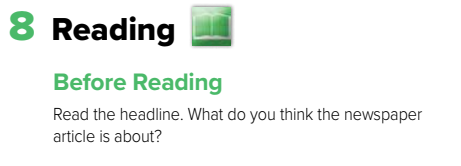 8 Reading
Before Reading
Read the headline. What do you think the newspaper
article is about?